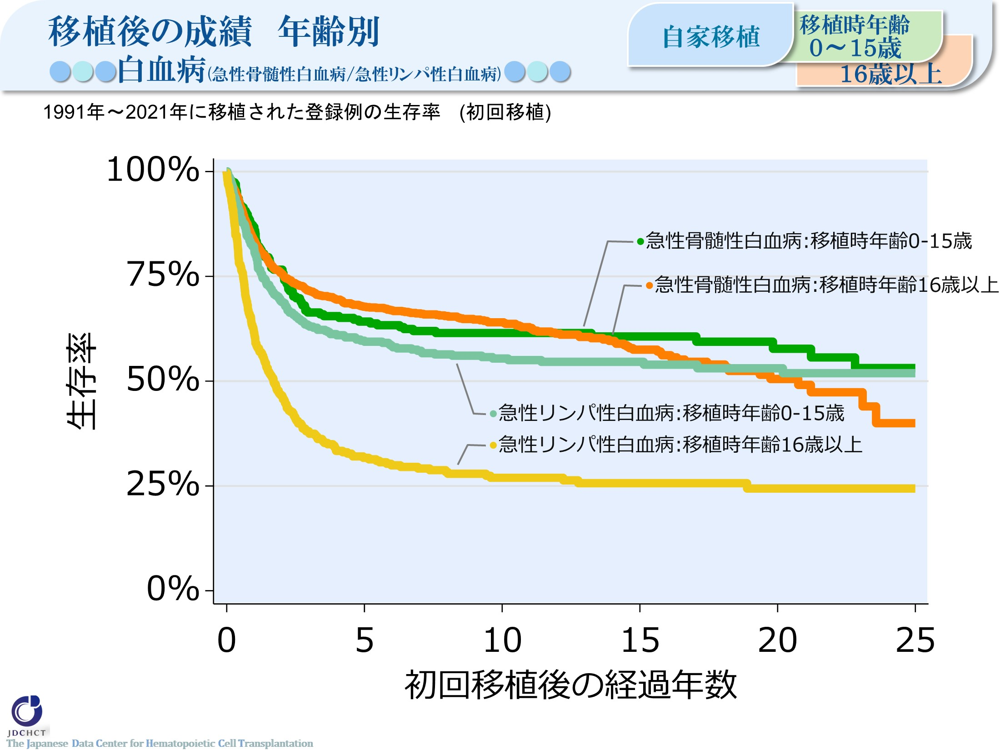 移植後の成績 年齢別
白血病(急性骨髄性白血病/急性リンパ性白血病)
自家移植
移植時年齢
0～15歳
16歳以上
1991年～2021年に移植された登録例の生存率 (初回移植)
100%
75%
50%
25%
0%
生存率
急性骨髄性白血病:移植時年齢0-15歳
急性骨髄性白血病:移植時年齢16歳以上
急性リンパ性白血病:移植時年齢0-15歳
急性リンパ性白血病:移植時年齢16歳以上
0 5 10 15 20 25
初回移植後の経過年数
JDCHCT
The Japanese Data Center for Hematopoietic Cell Transplantation